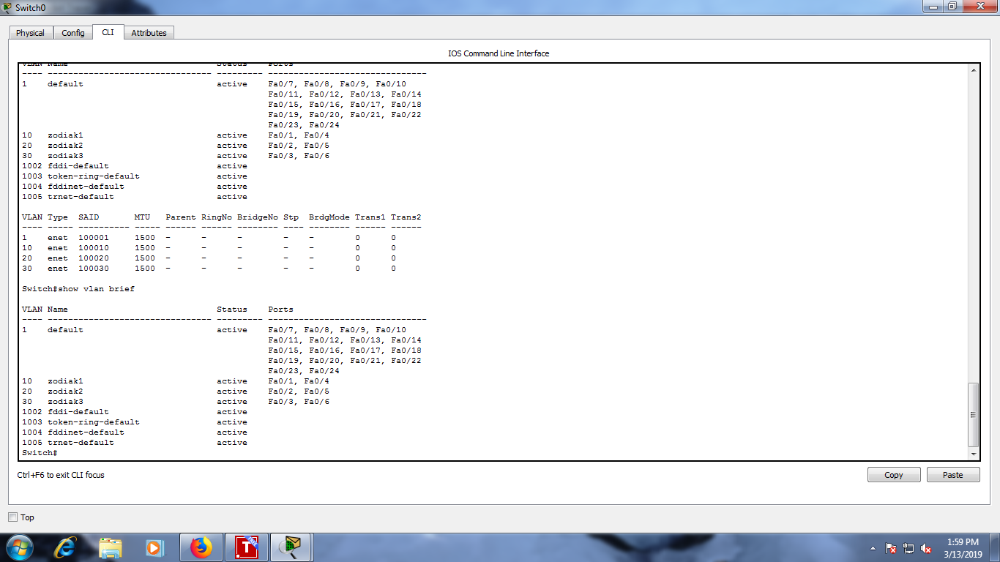 Switch0
Physical Config CLI Attributes
IOS Command Line Interface
VLAN Name                             Status    Ports
---- -------------------------------- --------- -------------------------------
1    default                          active    Fa0/7, Fa0/8, Fa0/9, Fa0/10
                                                Fa0/11, Fa0/12, Fa0/13, Fa0/14
                                                Fa0/15, Fa0/16, Fa0/17, Fa0/18
                                                Fa0/19, Fa0/20, Fa0/21, Fa0/22
                                                Fa0/23, Fa0/24
10   zodiak1                          active    Fa0/1, Fa0/4
20   zodiak2                          active    Fa0/2, Fa0/5
30   zodiak3                          active    Fa0/3, Fa0/6
1002 fddi-default                     active
1003 token-ring-default               active
1004 fddinet-default                  active
1005 trnet-default                    active
VLAN Type  SAID       MTU   Parent RingNo BridgeNo Stp  BrdgMode Trans1 Trans2
---- ----- ---------- ----- ------ ------ -------- ---- -------- ------ ------
1    enet  100001     1500  -      -      -        -    -        0      0
10   enet  100010     1500  -      -      -        -    -        0      0
20   enet  100020     1500  -      -      -        -    -        0      0
30   enet  100030     1500  -      -      -        -    -        0      0
Switch#show vlan brief
VLAN Name                             Status    Ports
---- -------------------------------- --------- -------------------------------
1    default                          active    Fa0/7, Fa0/8, Fa0/9, Fa0/10
                                                Fa0/11, Fa0/12, Fa0/13, Fa0/14
                                                Fa0/15, Fa0/16, Fa0/17, Fa0/18
                                                Fa0/19, Fa0/20, Fa0/21, Fa0/22
                                                Fa0/23, Fa0/24
10   zodiak1                          active    Fa0/1, Fa0/4
20   zodiak2                          active    Fa0/2, Fa0/5
30   zodiak3                          active    Fa0/3, Fa0/6
1002 fddi-default                     active
1003 token-ring-default               active
1004 fddinet-default                  active
1005 trnet-default                    active
Switch#
Ctrl+F6 to exit CLI focus
Copy Paste
Top
T
1:59 PM
3/13/2019